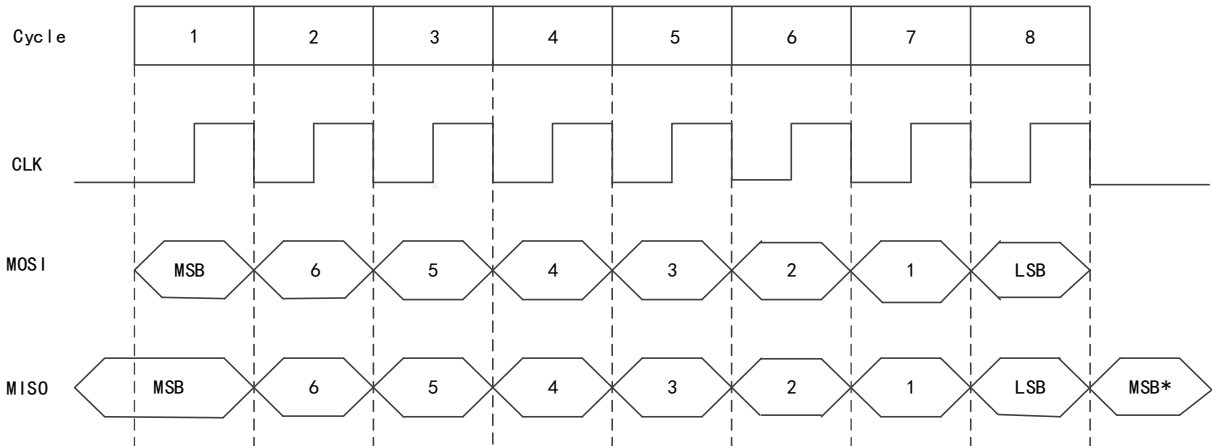 Cycle 1 2 3 4 5 6 7 8
CLK
MOSI MSB 6 5 4 3 2 1 LSB
MISO MSB 6 5 4 3 2 1 LSB MSB*